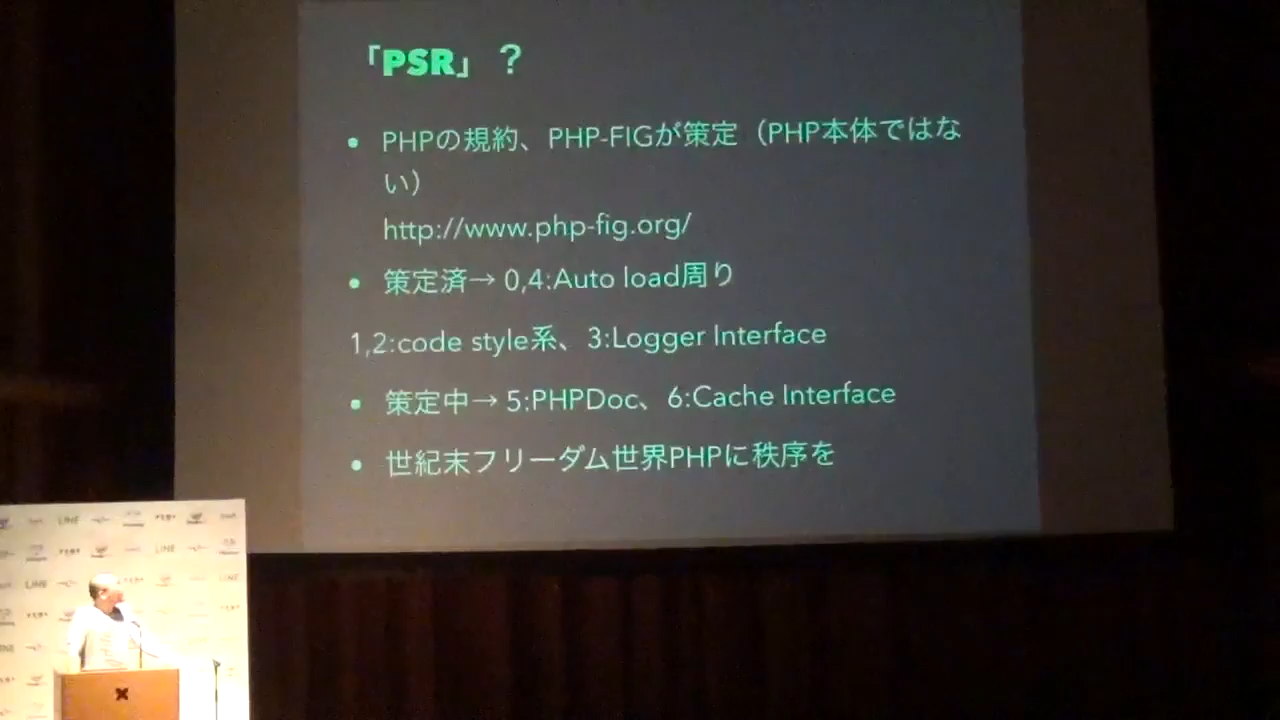 「PSR」？
• PHPの規約、PHP-FIGが策定（PHP本体ではな
い）
http://www.php-fig.org/
• 策定済→ 0,4:Auto load周り
1,2:code style系、3:Logger Interface
• 策定中→ 5:PHPDoc、6:Cache Interface
• 世紀末フリーダム世界PHPに秩序を
LINE
LINE
LINE
LINE